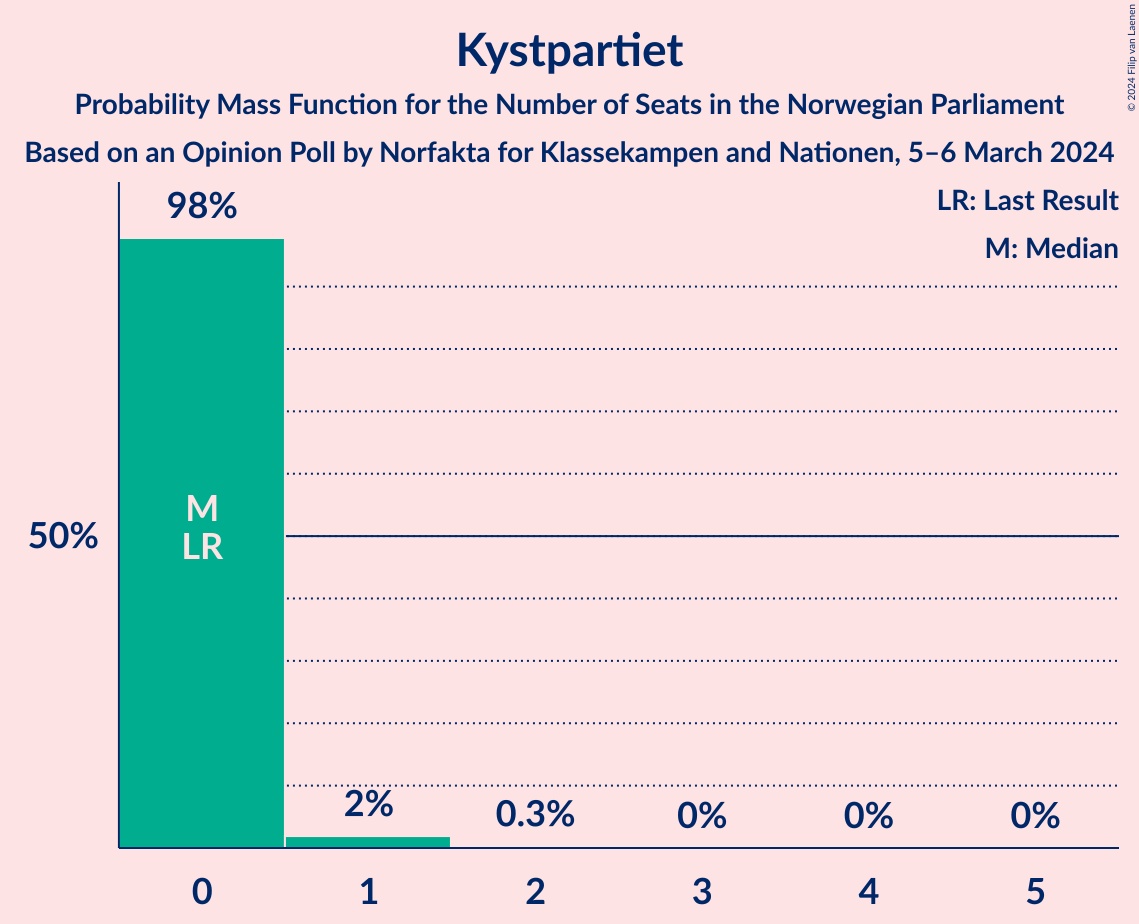 Kystpartiet
Probability Mass Function for the Number of Seats in the Norwegian Parliament
Based on an Opinion Poll by Norfakta for Klassekampen and Nationen, 5–6 March 2024
© 2024 Filip van Laenen
LR: Last Result
M: Median
98%
M
LR
50%
2%
0.3%
0%
0%
0%
0
1
2
3
4
5